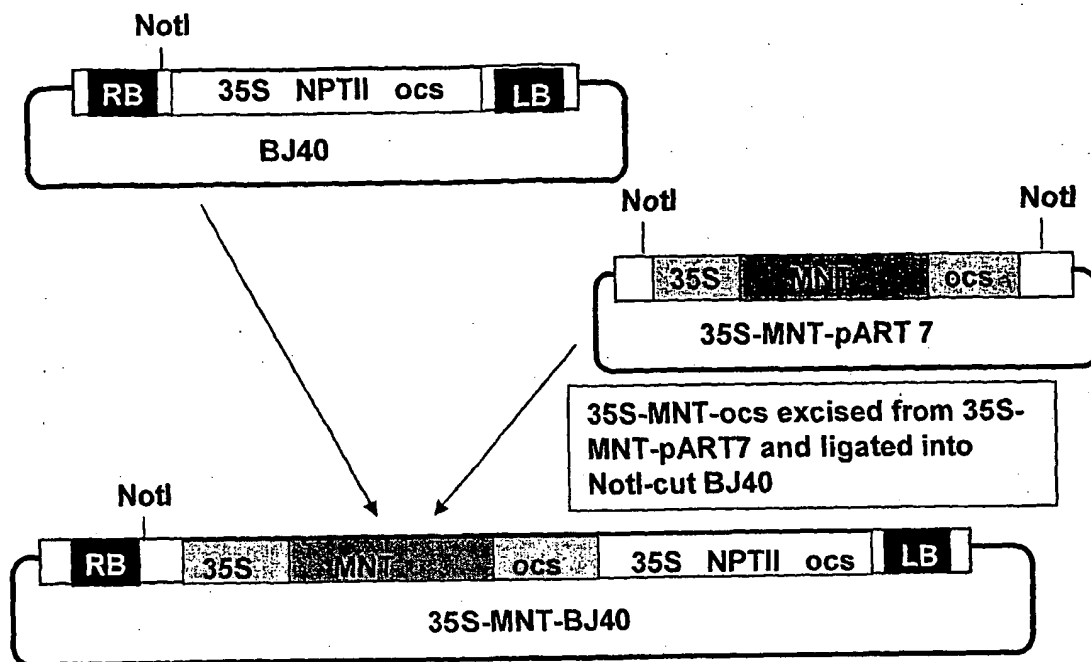 NotI
RB 35S NPTII ocs LB
BJ40
NotI NotI
35S MNT ocs
35S-MNT-pART 7
35S-MNT-ocs excised from 35S-
MNT-pART7 and ligated into
NotI-cut BJ40
NotI
RB 35S MNT ocs 35S NPTII ocs LB
35S-MNT-BJ40